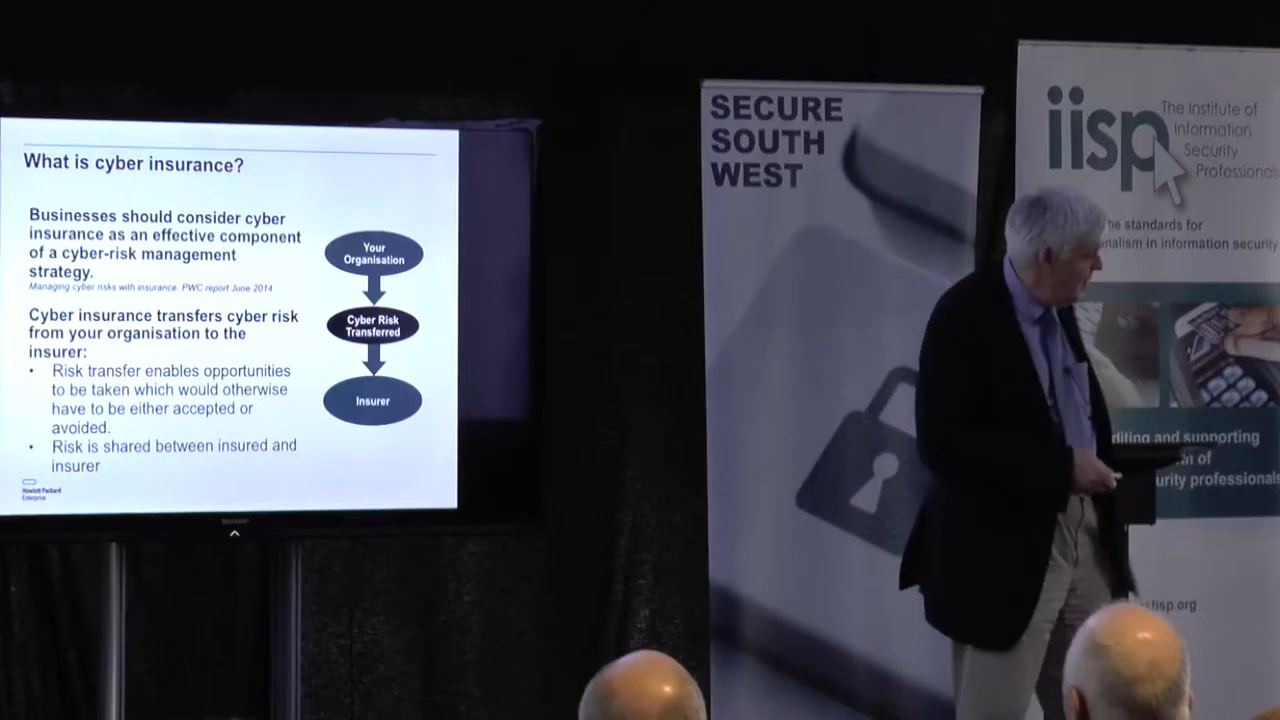 What is cyber insurance?
Businesses should consider cyber
insurance as an effective component
of a cyber-risk management
strategy.
Managing cyber risks with insurance. PWC report June 2014
Cyber insurance transfers cyber risk
from your organisation to the
insurer:
• Risk transfer enables opportunities
to be taken which would otherwise
have to be either accepted or
avoided.
• Risk is shared between insured and
insurer
Your
Organisation
Cyber Risk
Transferred
Insurer
Hewlett Packard
Enterprise
SHARP
SECURE
SOUTH
WEST
iisp
The Institute of
Information
Security
Professionals
he standards for
nalism in information security
diting and supporting
of
urity professionals
iisp.org